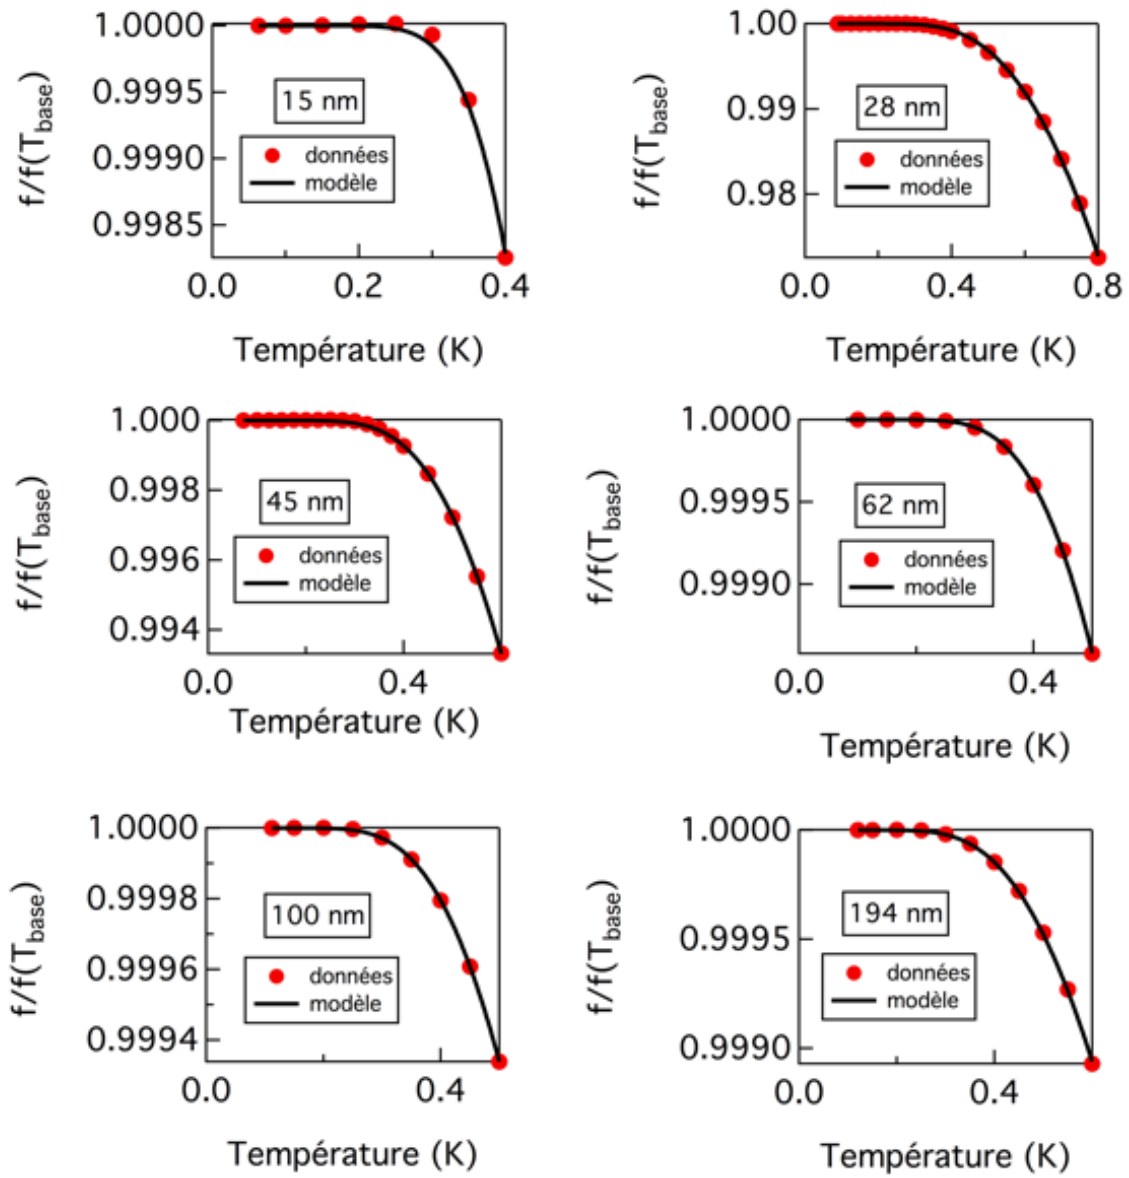 1.0000
0.9995
0.9990
0.9985
f/f(T_base)
15 nm
données
modèle
0.0 0.2 0.4
Température (K)
1.00
0.99
0.98
f/f(T_base)
28 nm
données
modèle
0.0 0.4 0.8
Température (K)
1.000
0.998
0.996
0.994
f/f(T_base)
45 nm
données
modèle
0.0 0.4
Température (K)
1.0000
0.9995
0.9990
f/f(T_base)
62 nm
données
modèle
0.0 0.4
Température (K)
1.0000
0.9998
0.9996
0.9994
f/f(T_base)
100 nm
données
modèle
0.0 0.4
Température (K)
1.0000
0.9995
0.9990
f/f(T_base)
194 nm
données
modèle
0.0 0.4
Température (K)